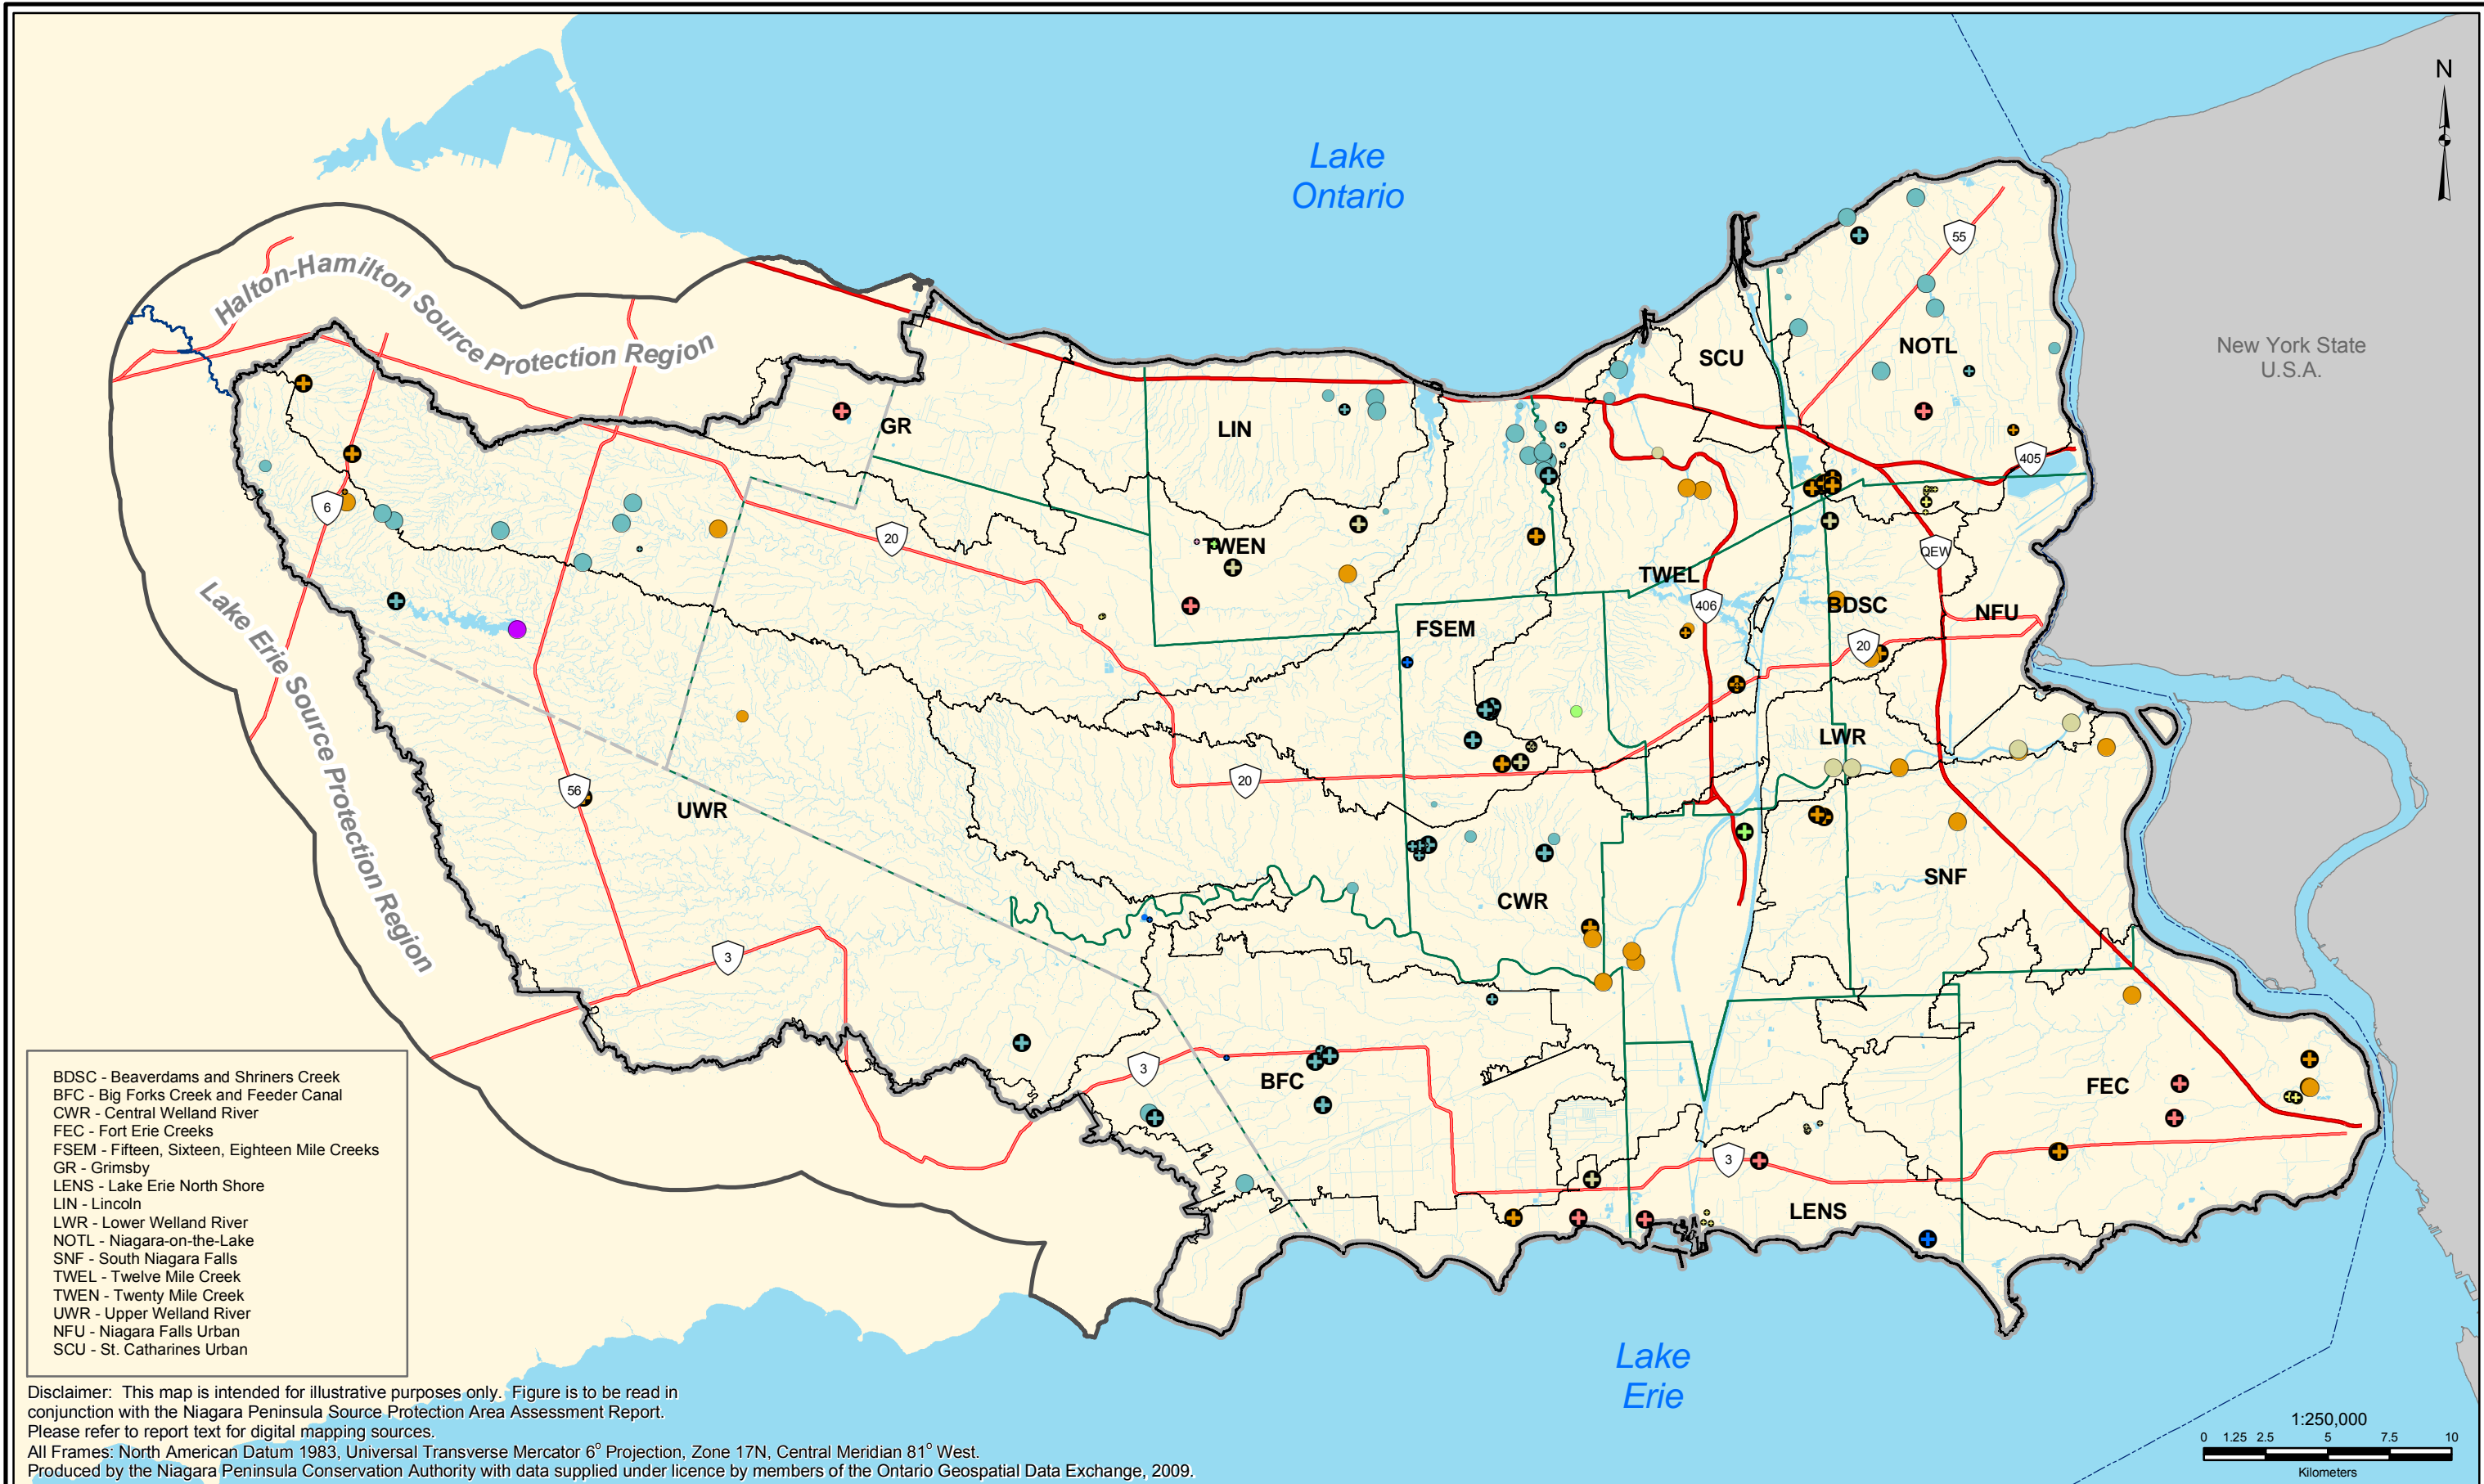 N
Lake
Ontario
Halton-Hamilton Source Protection Region
55
NOTL
New York State
U.S.A.
SCU
GR
LIN
405
6
20
TWEN
QEW
TWEL
406
BDSC
NFU
FSEM
20
Lake Erie Source Protection Region
LWR
56
UWR
20
SNF
CWR
3
3
BFC
FEC
3
LENS
BDSC - Beaverdams and Shriners Creek
BFC - Big Forks Creek and Feeder Canal
CWR - Central Welland River
FEC - Fort Erie Creeks
FSEM - Fifteen, Sixteen, Eighteen Mile Creeks
GR - Grimsby
LENS - Lake Erie North Shore
LIN - Lincoln
LWR - Lower Welland River
NOTL - Niagara-on-the-Lake
SNF - South Niagara Falls
TWEL - Twelve Mile Creek
TWEN - Twenty Mile Creek
UWR - Upper Welland River
NFU - Niagara Falls Urban
SCU - St. Catharines Urban
Lake
Erie
Disclaimer: This map is intended for illustrative purposes only. Figure is to be read in
conjunction with the Niagara Peninsula Source Protection Area Assessment Report.
Please refer to report text for digital mapping sources.
All Frames: North American Datum 1983, Universal Transverse Mercator 6° Projection, Zone 17N, Central Meridian 81° West.
Produced by the Niagara Peninsula Conservation Authority with data supplied under licence by members of the Ontario Geospatial Data Exchange, 2009.
1:250,000
0 1.25 2.5 5 7.5 10
Kilometers